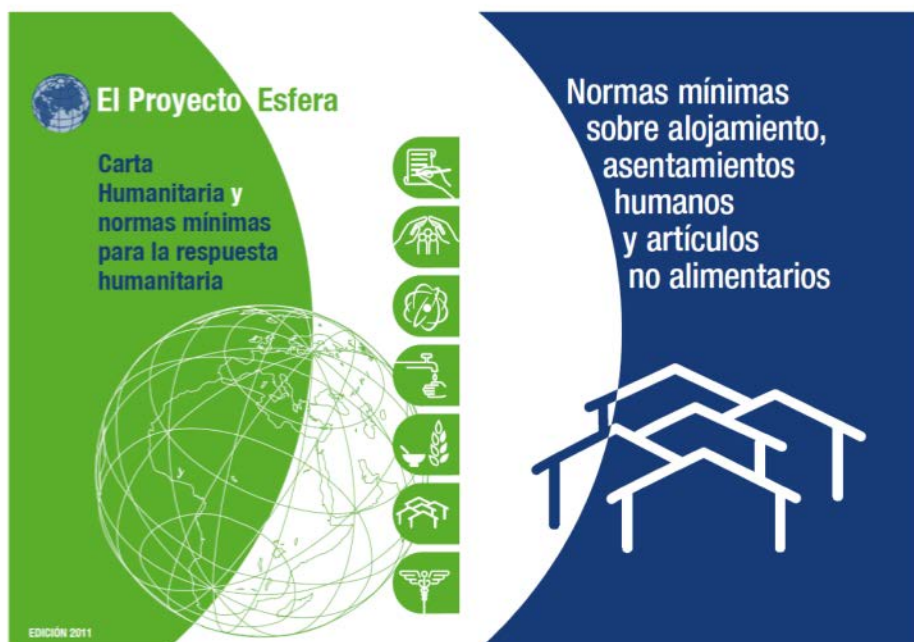 El Proyecto Esfera
Carta
Humanitaria y
normas mínimas
para la respuesta
humanitaria
EDICIÓN 2011
Normas mínimas
sobre alojamiento,
asentamientos
humanos
y artículos
no alimentarios